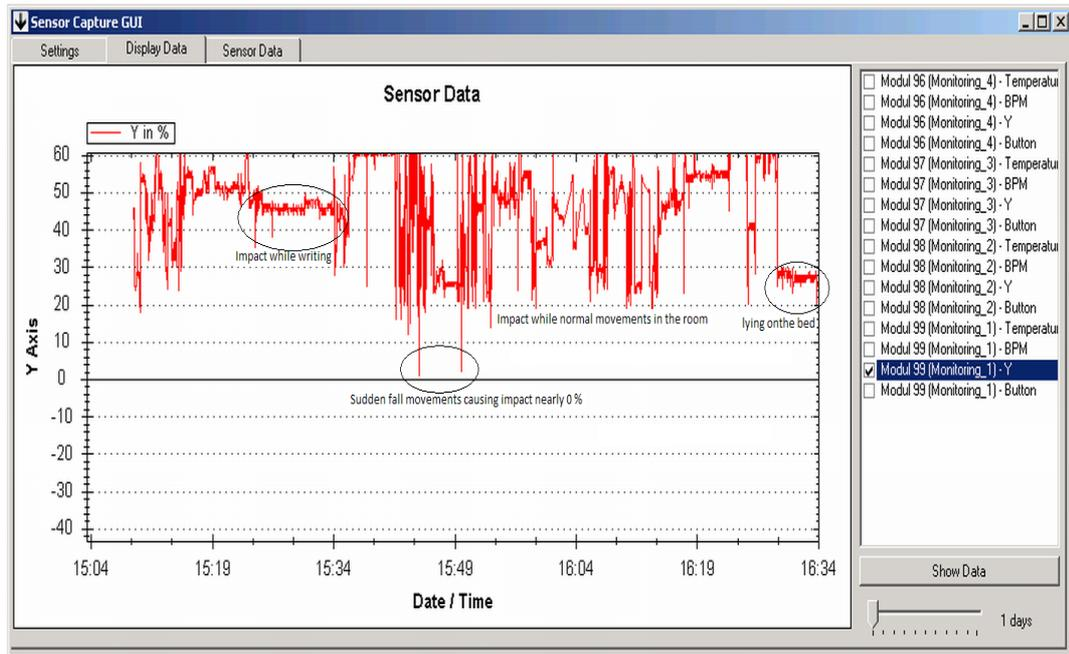 Sensor Capture GUI
Settings
Display Data
Sensor Data
Sensor Data
Y in %
60
50
40
30
20
10
0
-10
-20
-30
-40
Y Axis
Impact while writing
Impact while normal movements in the room
lying onthe bed
Sudden fall movements causing impact nearly 0 %
15:04
15:19
15:34
15:49
16:04
16:19
16:34
Date / Time
Modul 96 (Monitoring_4) - Temperatu
Modul 96 (Monitoring_4) - BPM
Modul 96 (Monitoring_4) - Y
Modul 96 (Monitoring_4) - Button
Modul 97 (Monitoring_3) - Temperatu
Modul 97 (Monitoring_3) - BPM
Modul 97 (Monitoring_3) - Y
Modul 97 (Monitoring_3) - Button
Modul 98 (Monitoring_2) - Temperatu
Modul 98 (Monitoring_2) - BPM
Modul 98 (Monitoring_2) - Y
Modul 98 (Monitoring_2) - Button
Modul 99 (Monitoring_1) - Temperatu
Modul 99 (Monitoring_1) - BPM
Modul 99 (Monitoring_1) - Y
Modul 99 (Monitoring_1) - Button
Show Data
1 days